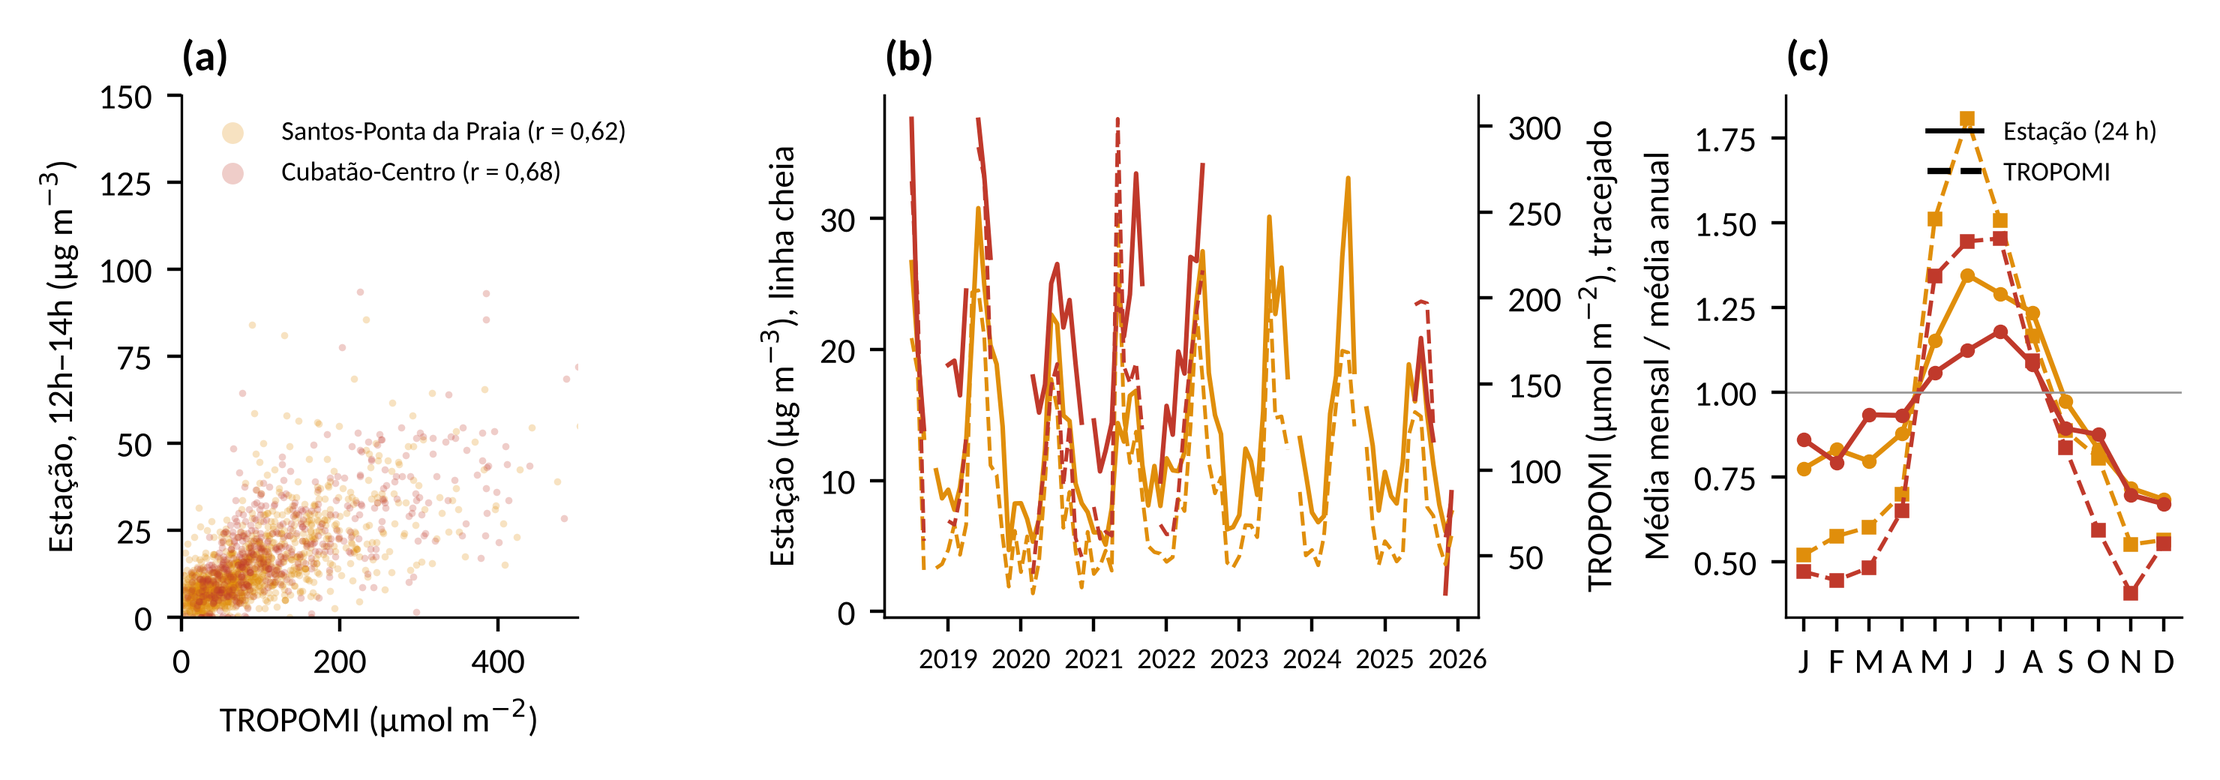 (a)
150
125
100
75
50
25
0
0 200 400
Estação, 12h–14h (µg m⁻³)
TROPOMI (µmol m⁻²)
Santos-Ponta da Praia (r = 0,62)
Cubatão-Centro (r = 0,68)
(b)
30
20
10
0
Estação (µg m⁻³), linha cheia
2019 2020 2021 2022 2023 2024 2025 2026
300
250
200
150
100
50
TROPOMI (µmol m⁻²), tracejado
(c)
1.75
1.50
1.25
1.00
0.75
0.50
Média mensal / média anual
Estação (24 h)
TROPOMI
J F M A M J J A S O N D